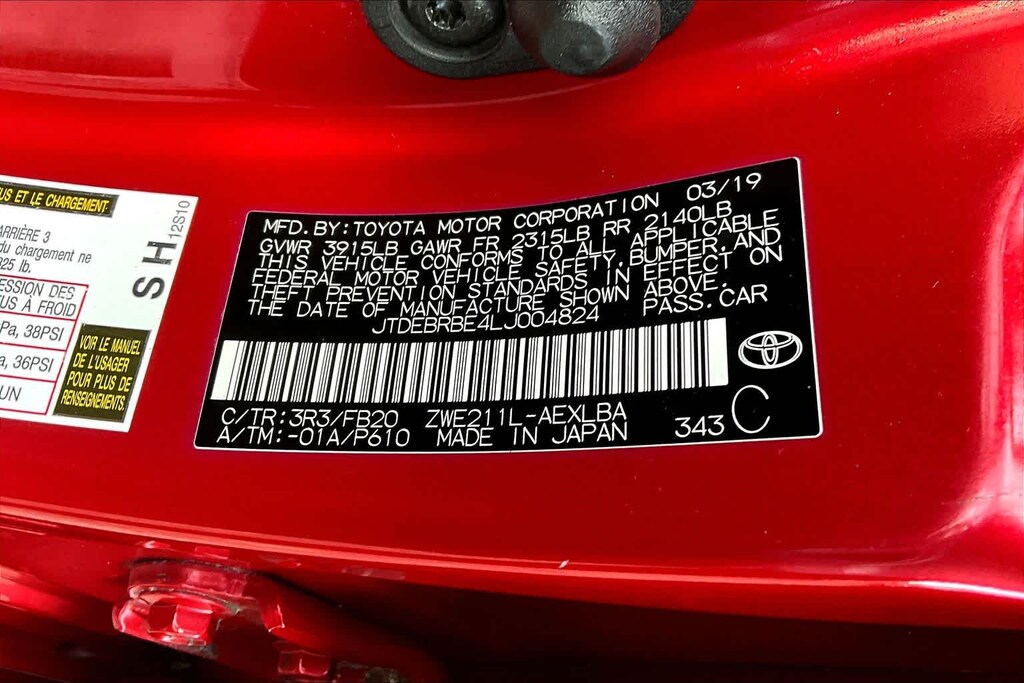 US ET LE CHARGEMENT
ARRIÈRE 3
du chargement ne
925 lb.
ESSION DES
US À FROID
Pa, 38PSI
a, 36PSI
UN
SH
12S10
VOIR LE MANUEL
DE L'USAGER
POUR PLUS DE
RENSEIGNEMENTS.
MFD. BY: TOYOTA MOTOR CORPORATION 03/19
GVWR 3915LB GAWR FR 2315LB RR 2140LB
THIS VEHICLE CONFORMS TO ALL APPLICABLE
FEDERAL MOTOR VEHICLE SAFETY, BUMPER, AND
THEFT PREVENTION STANDARDS IN EFFECT ON
THE DATE OF MANUFACTURE SHOWN ABOVE.
JTDEBRBE4LJ004824 PASS. CAR
C/TR: 3R3/FB20 ZWE211L-AEXLBA
A/TM: -01A/P610 MADE IN JAPAN 343 C